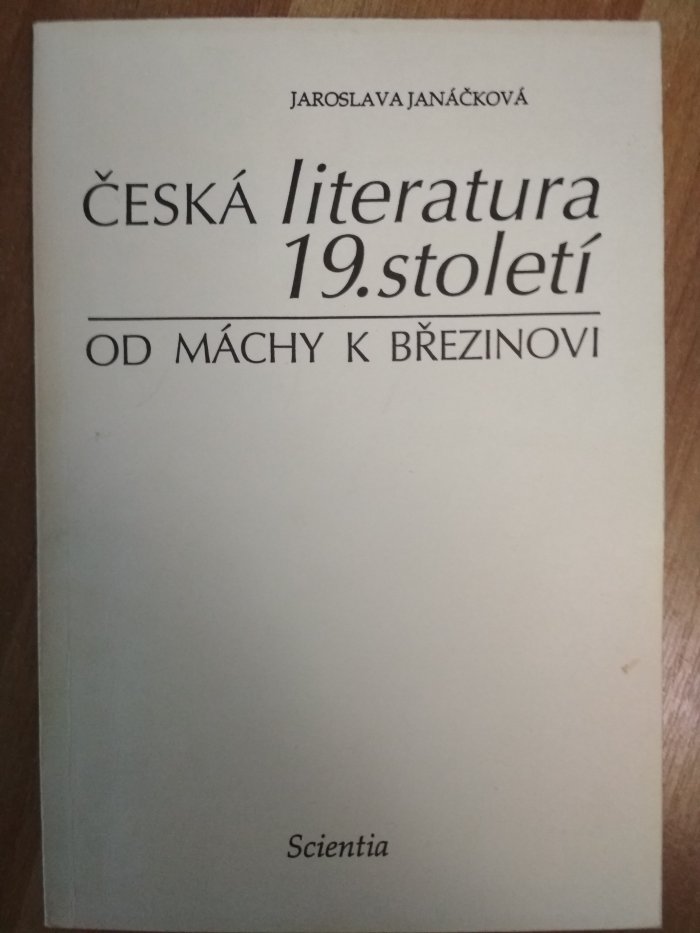 JAROSLAVA JANÁČKOVÁ
ČESKÁ literatura
19.století
OD MÁCHY K BŘEZINOVI
Scientia